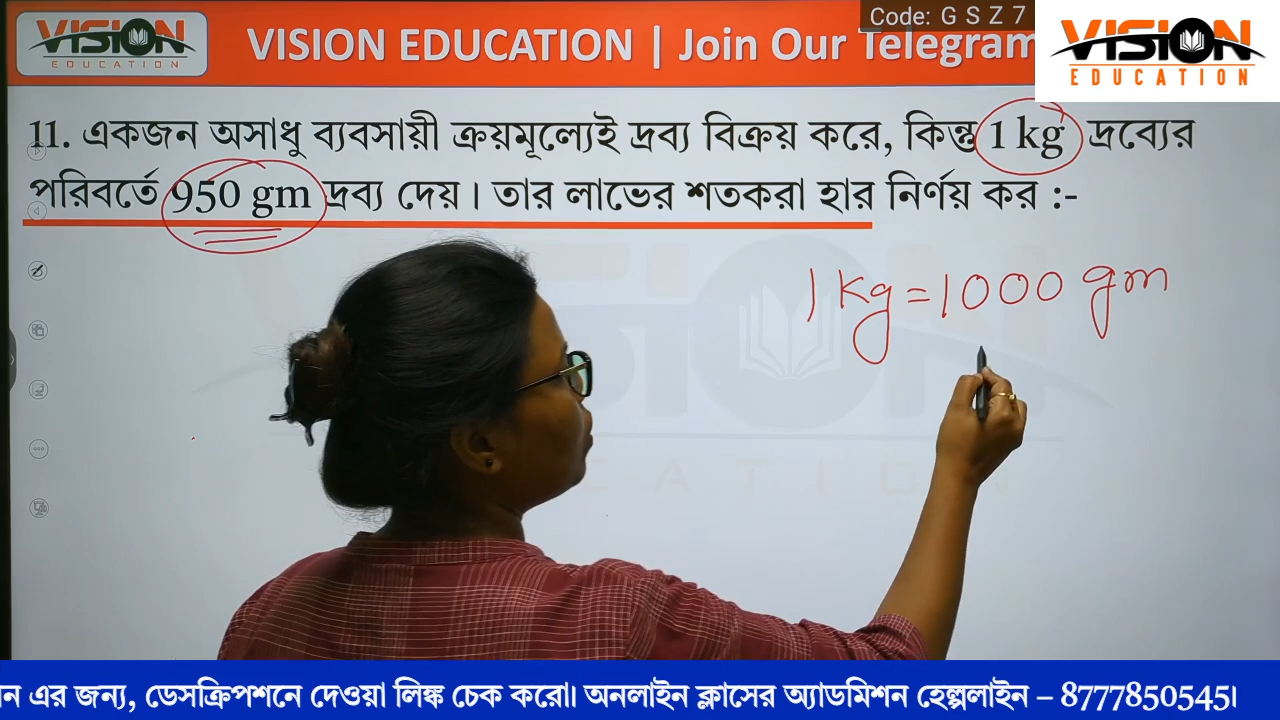 Code: G S Z 7
VISION
EDUCATION
VISION EDUCATION | Join Our Telegram
VISION
EDUCATION
11. একজন অসাধু ব্যবসায়ী ক্রয়মূল্যেই দ্রব্য বিক্রয় করে, কিন্তু 1 kg দ্রব্যের
পরিবর্তে 950 gm দ্রব্য দেয়। তার লাভের শতকরা হার নির্ণয় কর :-
1 kg = 1000 gm
ন এর জন্য, ডেসক্রিপশনে দেওয়া লিঙ্ক চেক করো। অনলাইন ক্লাসের অ্যাডমিশন হেল্পলাইন – 8777850545।